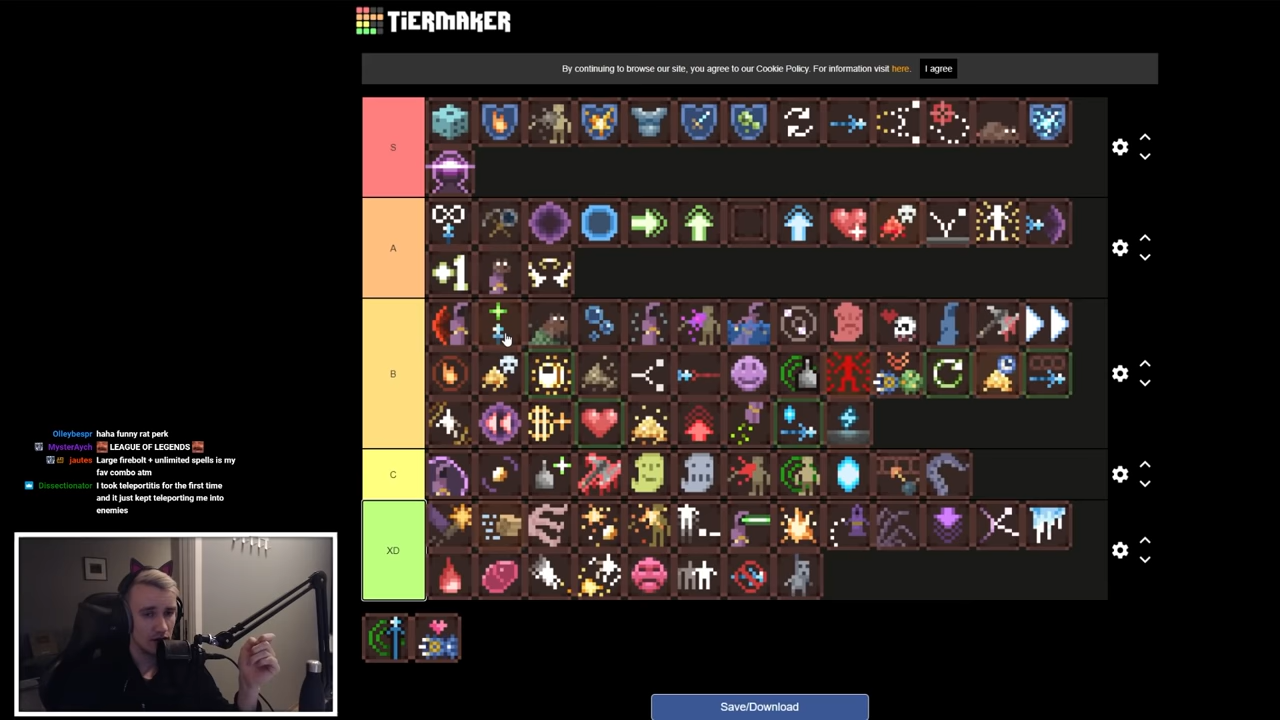 TiERMAKER
By continuing to browse our site, you agree to our Cookie Policy. For information visit here. I agree
S
A
+1
B
C
XD
Olleybespr haha funny rat perk
MysterAych LEAGUE OF LEGENDS
jautes Large firebolt + unlimited spells is my
fav combo atm
Dissectionator I took teleportitis for the first time
and it just kept teleporting me into
enemies
Save/Download